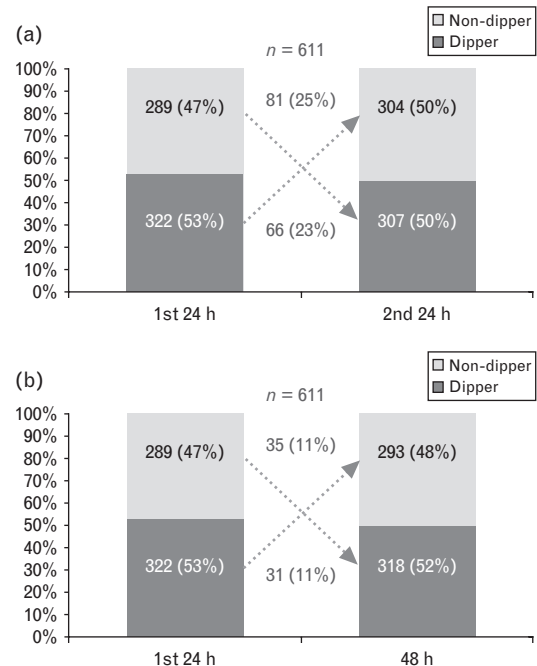 (a)
Non-dipper
Dipper
n = 611
100%
90%
80%
70%
60%
50%
40%
30%
20%
10%
0%
289 (47%)
81 (25%)
304 (50%)
322 (53%)
66 (23%)
307 (50%)
1st 24 h
2nd 24 h
(b)
Non-dipper
Dipper
n = 611
100%
90%
80%
70%
60%
50%
40%
30%
20%
10%
0%
289 (47%)
35 (11%)
293 (48%)
322 (53%)
31 (11%)
318 (52%)
1st 24 h
48 h